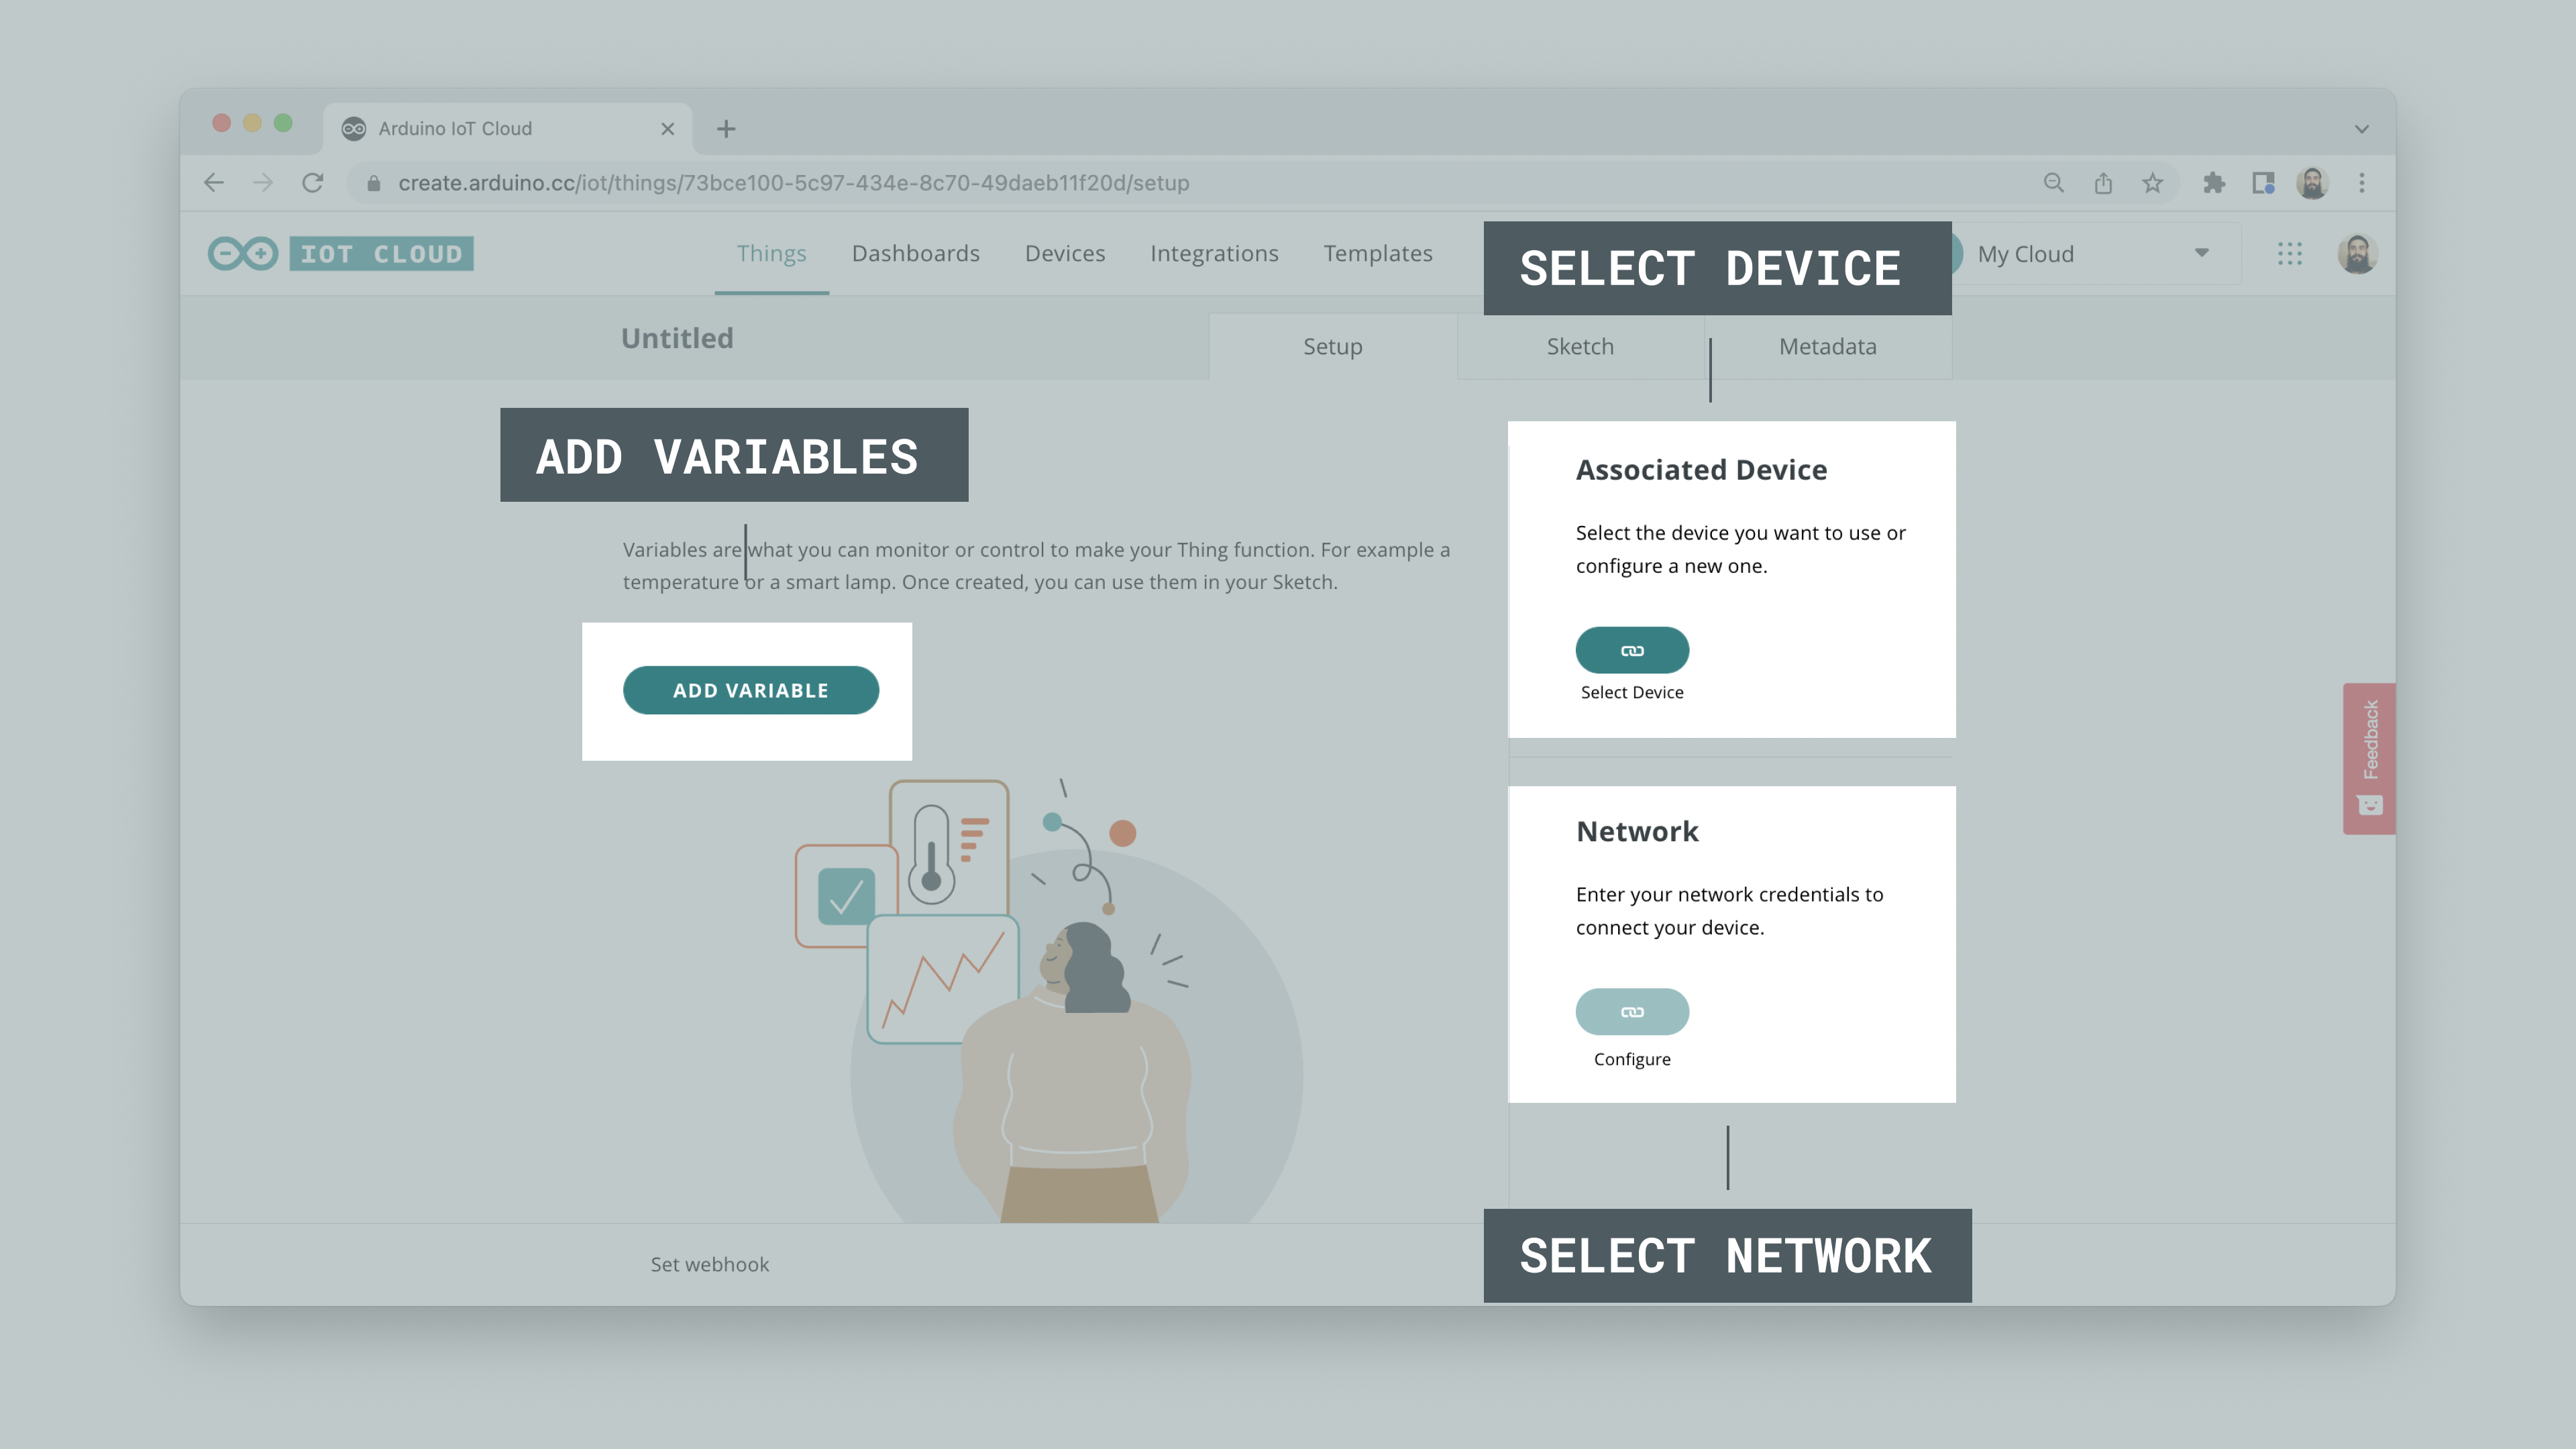 Arduino IoT Cloud
create.arduino.cc/iot/things/73bce100-5c97-434e-8c70-49daeb11f20d/setup
IOT CLOUD
Things
Dashboards
Devices
Integrations
Templates
SELECT DEVICE
My Cloud
Untitled
Setup
Sketch
Metadata
ADD VARIABLES
Variables are what you can monitor or control to make your Thing function. For example a
temperature or a smart lamp. Once created, you can use them in your Sketch.
ADD VARIABLE
Associated Device
Select the device you want to use or
configure a new one.
Select Device
Feedback
Network
Enter your network credentials to
connect your device.
Configure
SELECT NETWORK
Set webhook